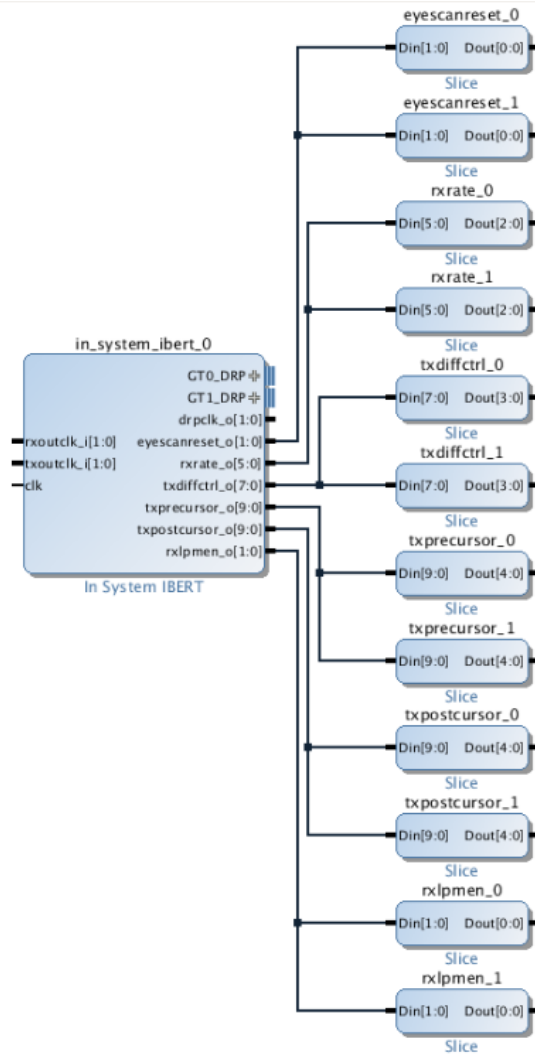 eyescanreset_0
Din[1:0] Dout[0:0]
Slice
eyescanreset_1
Din[1:0] Dout[0:0]
Slice
rxrate_0
Din[5:0] Dout[2:0]
Slice
rxrate_1
Din[5:0] Dout[2:0]
Slice
txdiffctrl_0
Din[7:0] Dout[3:0]
Slice
txdiffctrl_1
Din[7:0] Dout[3:0]
Slice
txprecursor_0
Din[9:0] Dout[4:0]
Slice
txprecursor_1
Din[9:0] Dout[4:0]
Slice
txpostcursor_0
Din[9:0] Dout[4:0]
Slice
txpostcursor_1
Din[9:0] Dout[4:0]
Slice
rxlpmen_0
Din[1:0] Dout[0:0]
Slice
rxlpmen_1
Din[1:0] Dout[0:0]
Slice
in_system_ibert_0
GT0_DRP
GT1_DRP
drpclk_o[1:0]
rxoutclk_i[1:0] eyescanreset_o[1:0]
txoutclk_i[1:0] rxrate_o[5:0]
clk txdiffctrl_o[7:0]
txprecursor_o[9:0]
txpostcursor_o[9:0]
rxlpmen_o[1:0]
In System IBERT